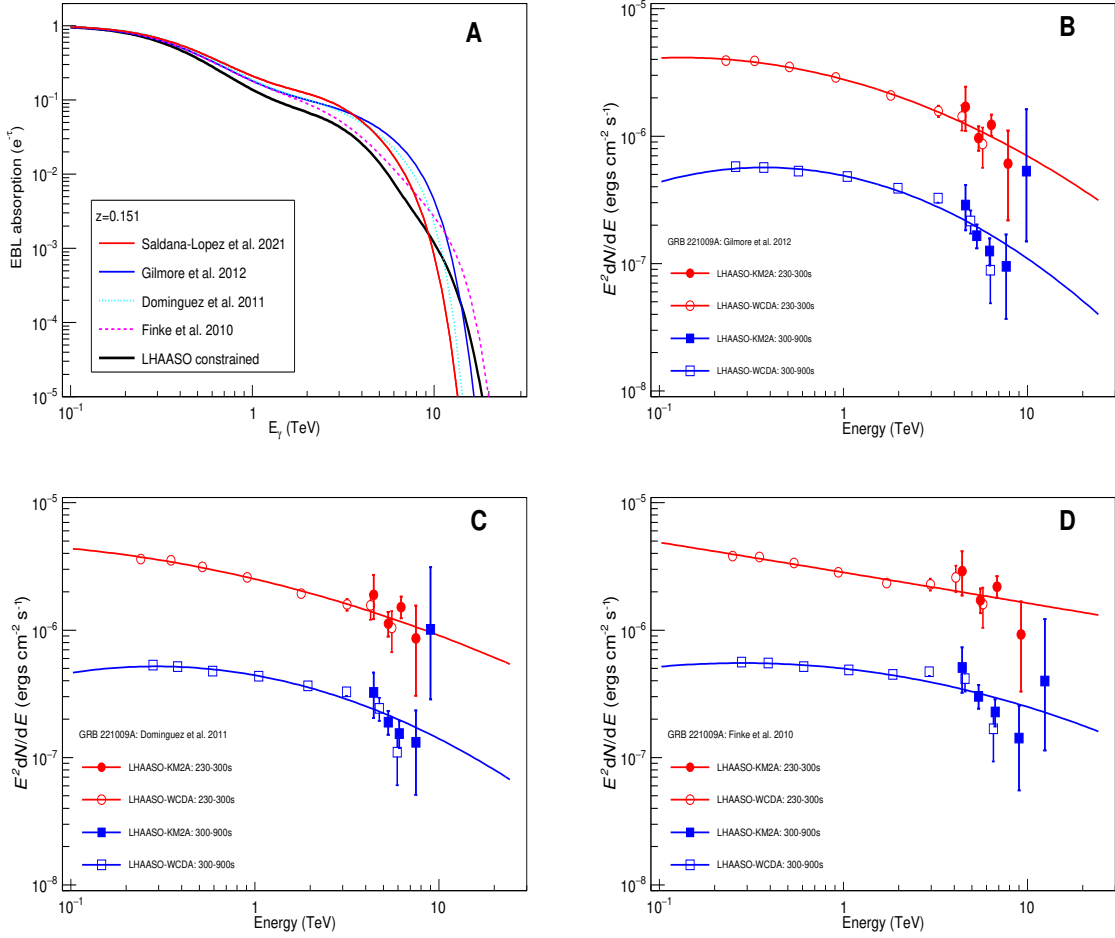 A
1
10⁻¹
10⁻²
10⁻³
10⁻⁴
10⁻⁵
EBL absorption (e^-τ)
z=0.151
Saldana-Lopez et al. 2021
Gilmore et al. 2012
Dominguez et al. 2011
Finke et al. 2010
LHAASO constrained
10⁻¹ 1 10
Eγ (TeV)
B
10⁻⁵
10⁻⁶
10⁻⁷
10⁻⁸
E²dN/dE (ergs cm⁻² s⁻¹)
GRB 221009A: Gilmore et al. 2012
LHAASO-KM2A: 230-300s
LHAASO-WCDA: 230-300s
LHAASO-KM2A: 300-900s
LHAASO-WCDA: 300-900s
10⁻¹ 1 10
Energy (TeV)
C
10⁻⁵
10⁻⁶
10⁻⁷
10⁻⁸
E²dN/dE (ergs cm⁻² s⁻¹)
GRB 221009A: Dominguez et al. 2011
LHAASO-KM2A: 230-300s
LHAASO-WCDA: 230-300s
LHAASO-KM2A: 300-900s
LHAASO-WCDA: 300-900s
10⁻¹ 1 10
Energy (TeV)
D
10⁻⁵
10⁻⁶
10⁻⁷
10⁻⁸
E²dN/dE (ergs cm⁻² s⁻¹)
GRB 221009A: Finke et al. 2010
LHAASO-KM2A: 230-300s
LHAASO-WCDA: 230-300s
LHAASO-KM2A: 300-900s
LHAASO-WCDA: 300-900s
10⁻¹ 1 10
Energy (TeV)